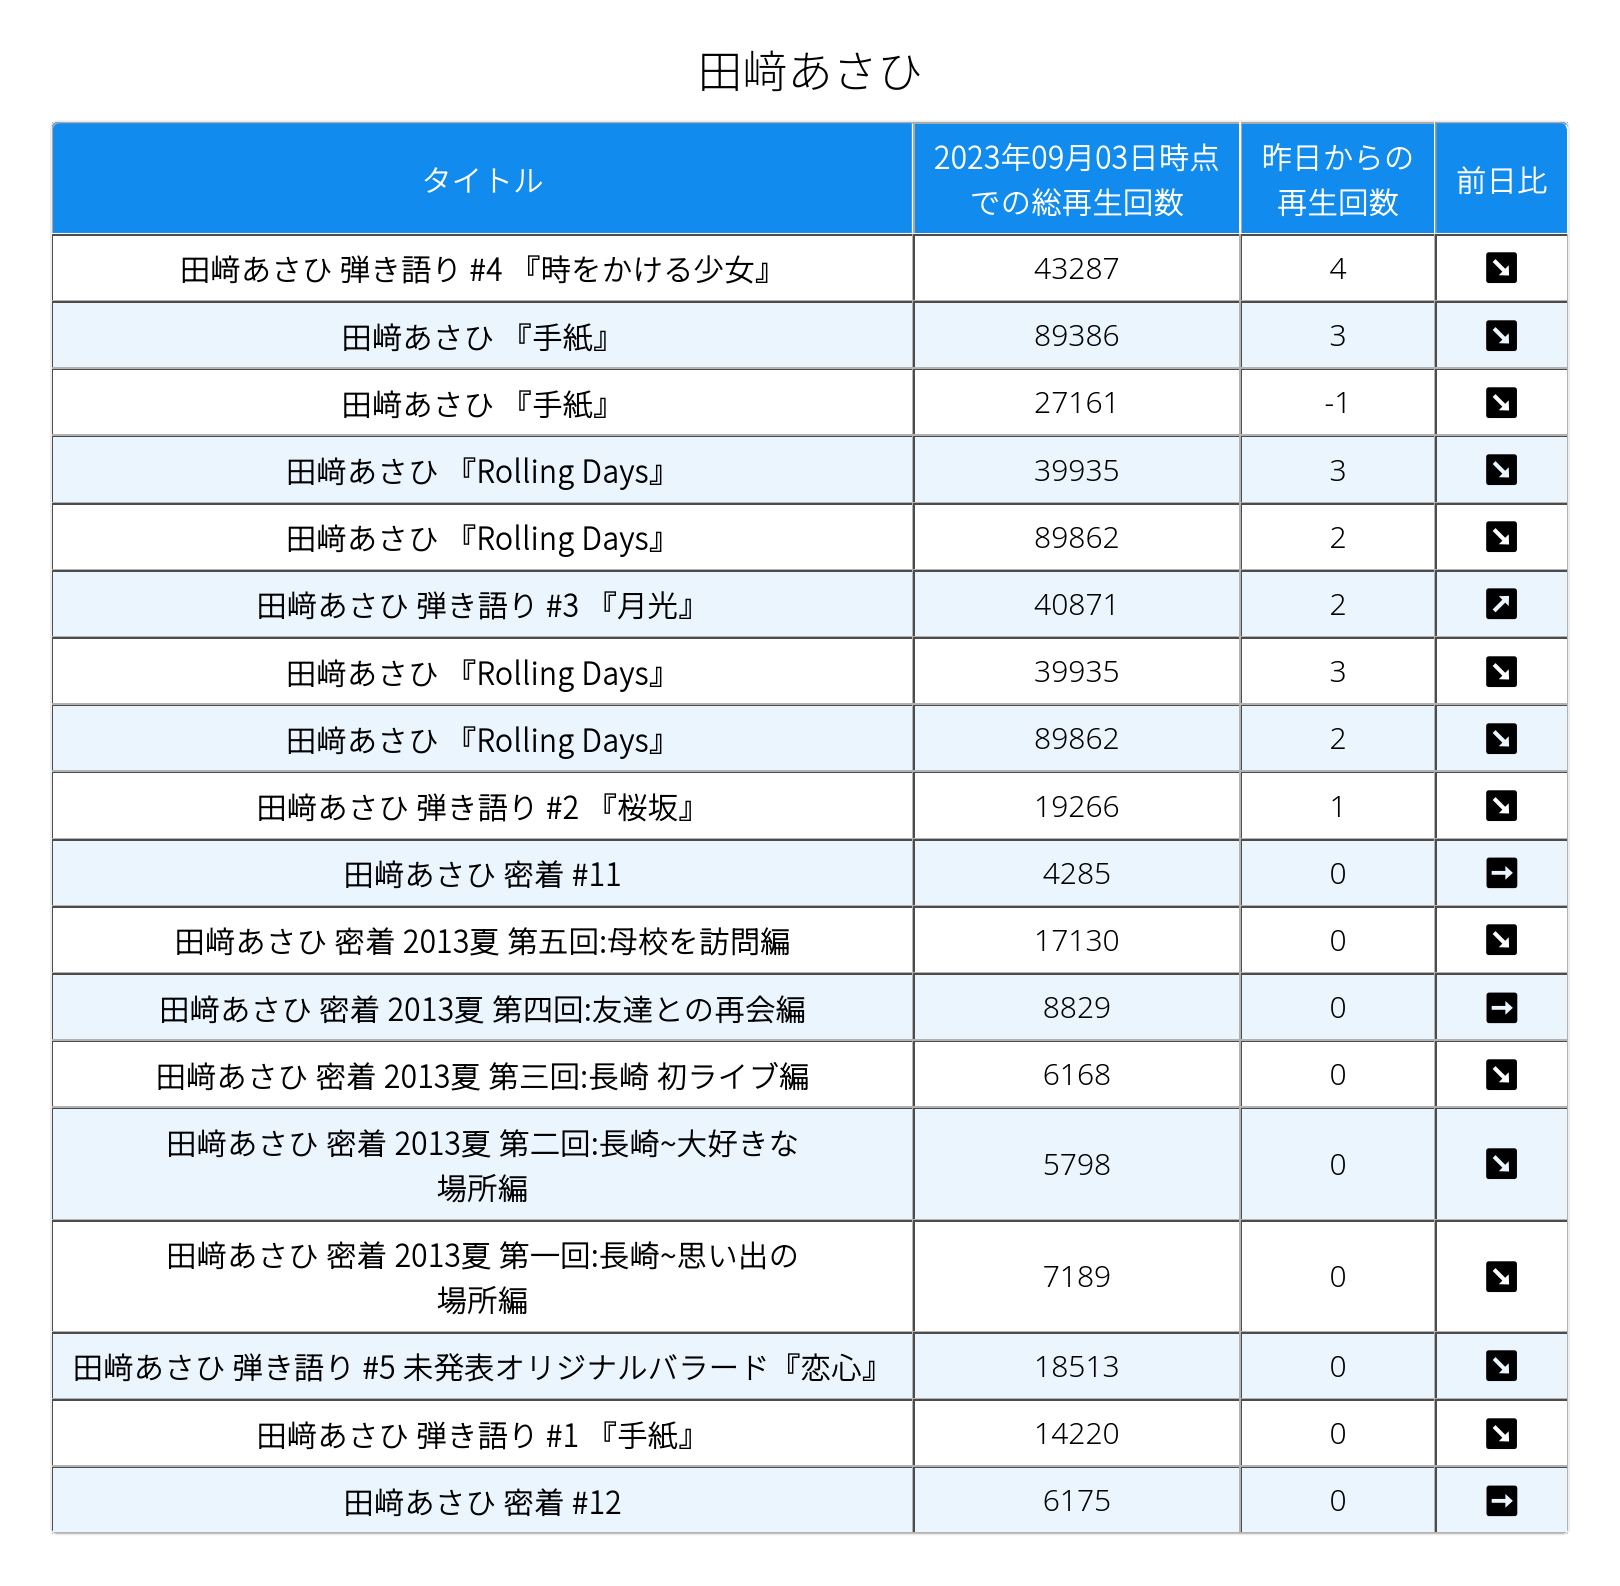 田﨑あさひ
タイトル 2023年09月03日時点 昨日からの 前日比
での総再生回数 再生回数
田﨑あさひ 弾き語り #4 『時をかける少女』 43287 4 ↘
田﨑あさひ 『手紙』 89386 3 ↘
田﨑あさひ 『手紙』 27161 -1 ↘
田﨑あさひ 『Rolling Days』 39935 3 ↘
田﨑あさひ 『Rolling Days』 89862 2 ↘
田﨑あさひ 弾き語り #3 『月光』 40871 2 ↗
田﨑あさひ 『Rolling Days』 39935 3 ↘
田﨑あさひ 『Rolling Days』 89862 2 ↘
田﨑あさひ 弾き語り #2 『桜坂』 19266 1 ↘
田﨑あさひ 密着 #11 4285 0 →
田﨑あさひ 密着 2013夏 第五回:母校を訪問編 17130 0 ↘
田﨑あさひ 密着 2013夏 第四回:友達との再会編 8829 0 →
田﨑あさひ 密着 2013夏 第三回:長崎 初ライブ編 6168 0 ↘
田﨑あさひ 密着 2013夏 第二回:長崎~大好きな
場所編 5798 0 ↘
田﨑あさひ 密着 2013夏 第一回:長崎~思い出の
場所編 7189 0 ↘
田﨑あさひ 弾き語り #5 未発表オリジナルバラード『恋心』 18513 0 ↘
田﨑あさひ 弾き語り #1 『手紙』 14220 0 ↘
田﨑あさひ 密着 #12 6175 0 →